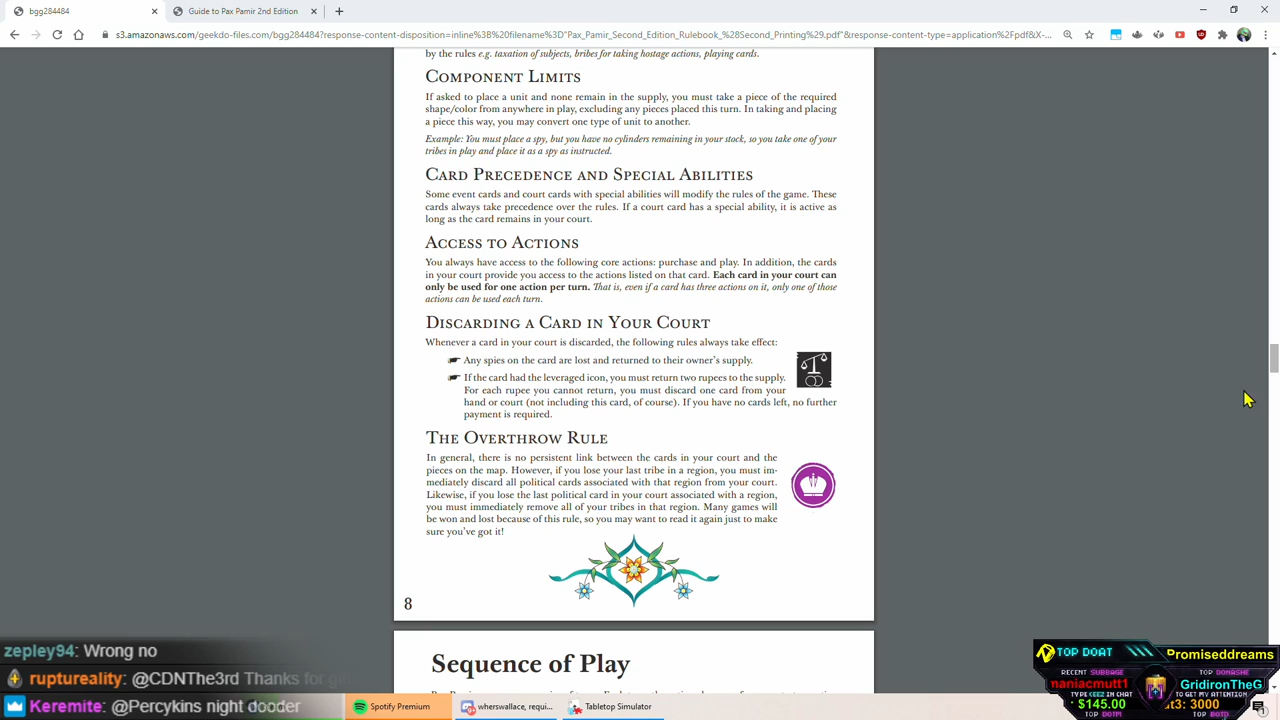 bgg284484
Guide to Pax Pamir 2nd Edition
s3.amazonaws.com/geekdo-files.com/bgg284484?response-content-disposition=inline%3B%20filename%3D"Pax_Pamir_Second_Edition_Rulebook_%28Second_Printing%29.pdf"&response-content-type=application%2Fpdf&X-...
by the rules e.g. taxation of subjects, bribes for taking hostage actions, playing cards.
Component Limits
If asked to place a unit and none remain in the supply, you must take a piece of the required
shape/color from anywhere in play, excluding any pieces placed this turn. In taking and placing
a piece this way, you may convert one type of unit to another.
Example: You must place a spy, but you have no cylinders remaining in your stock, so you take one of your
tribes in play and place it as a spy as instructed.
Card Precedence and Special Abilities
Some event cards and court cards with special abilities will modify the rules of the game. These
cards always take precedence over the rules. If a court card has a special ability, it is active as
long as the card remains in your court.
Access to Actions
You always have access to the following core actions: purchase and play. In addition, the cards
in your court provide you access to the actions listed on that card. Each card in your court can
only be used for one action per turn. That is, even if a card has three actions on it, only one of those
actions can be used each turn.
Discarding a Card in Your Court
Whenever a card in your court is discarded, the following rules always take effect:
Any spies on the card are lost and returned to their owner's supply.
If the card had the leveraged icon, you must return two rupees to the supply.
For each rupee you cannot return, you must discard one card from your
hand or court (not including this card, of course). If you have no cards left, no further
payment is required.
The Overthrow Rule
In general, there is no persistent link between the cards in your court and the
pieces on the map. However, if you lose your last tribe in a region, you must im-
mediately discard all political cards associated with that region from your court.
Likewise, if you lose the last political card in your court associated with a region,
you must immediately remove all of your tribes in that region. Many games will
be won and lost because of this rule, so you may want to read it again just to make
sure you've got it!
8
Sequence of Play
zepley94: Wrong no
ruptureality: @CDNThe3rd Thanks for
Keremite: @Percykins night dooder
Spotify Premium
wherswallace, requi...
Tabletop Simulator
TOP DOAT
Promiseddreams
RECENT SUBBAGE
maniacmutt1
TOP DONASHE
GridironTheG
TYPE CEEZ IN CHAT
TO GET MY ATTENTION
$145.00
at3: 3000
TOP DOTM
TOP BOTD